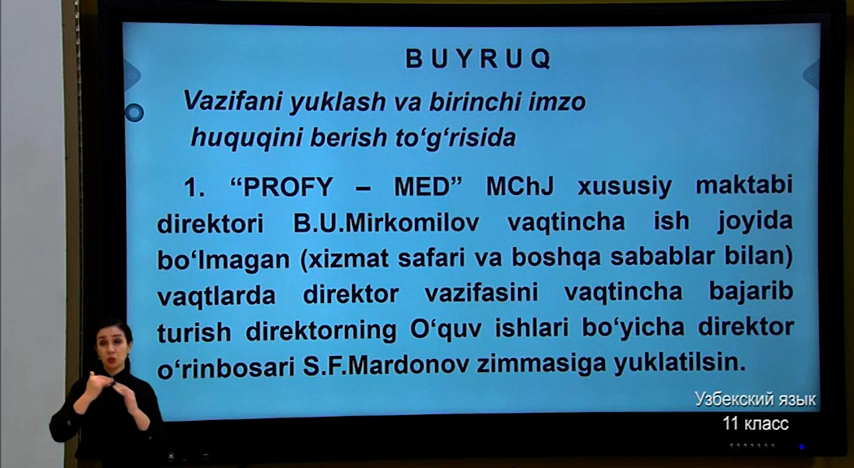 BUYRUQ
Vazifani yuklash va birinchi imzo
huquqini berish to‘g‘risida
1. “PROFY – MED” MChJ xususiy maktabi
direktori B.U.Mirkomilov vaqtincha ish joyida
bo‘lmagan (xizmat safari va boshqa sabablar bilan)
vaqtlarda direktor vazifasini vaqtincha bajarib
turish direktorning O‘quv ishlari bo‘yicha direktor
o‘rinbosari S.F.Mardonov zimmasiga yuklatilsin.
Узбекский язык
11 класс